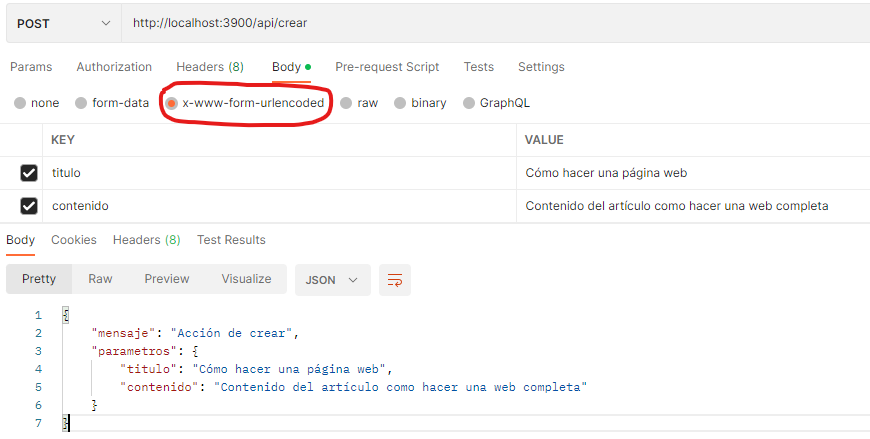 POST http://localhost:3900/api/crear
Params Authorization Headers (8) Body Pre-request Script Tests Settings
none form-data x-www-form-urlencoded raw binary GraphQL
KEY VALUE
titulo Cómo hacer una página web
contenido Contenido del artículo como hacer una web completa
Body Cookies Headers (8) Test Results
Pretty Raw Preview Visualize JSON
1 {
2 "mensaje": "Acción de crear",
3 "parametros": {
4 "titulo": "Cómo hacer una página web",
5 "contenido": "Contenido del artículo como hacer una web completa"
6 }
7 }